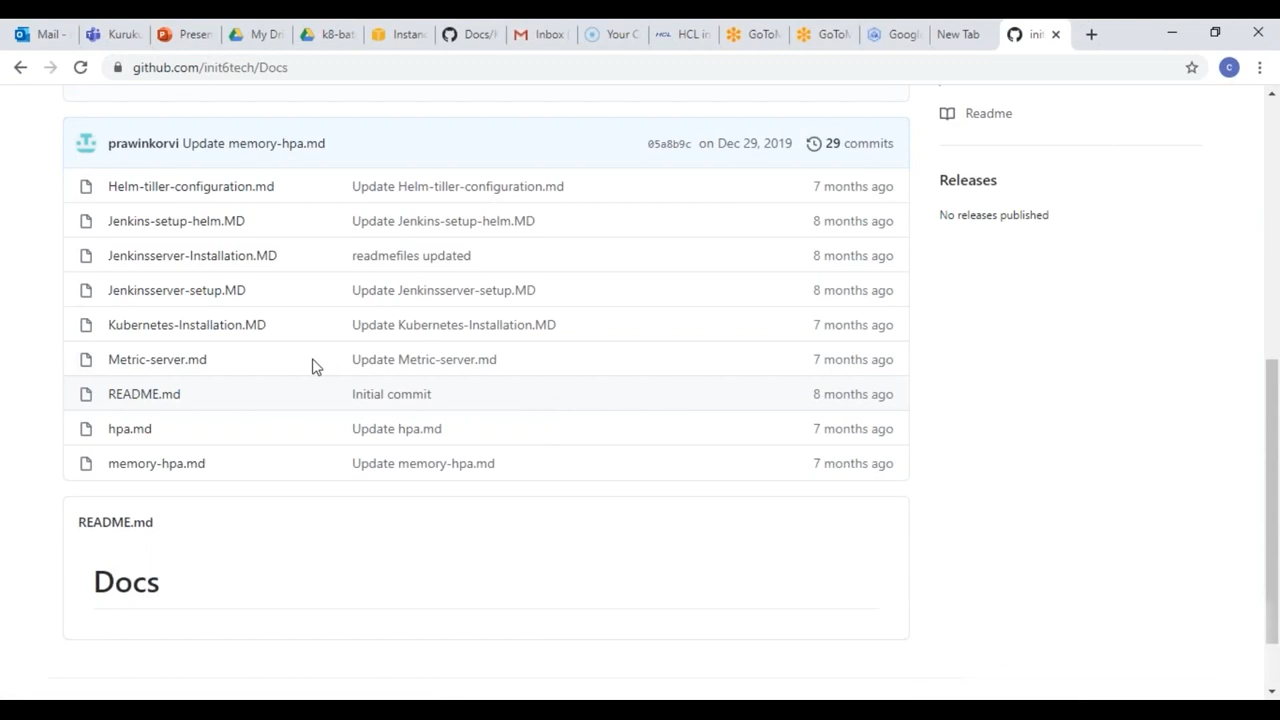 Mail -
Kuruku
Presen
My Dri
k8-bat
Instanc
Docs/
Inbox
Your C
HCL
HCL in
GoToM
GoToM
Googl
New Tab
init
github.com/init6tech/Docs
C
Readme
prawinkorvi Update memory-hpa.md 05a8b9c on Dec 29, 2019 29 commits
Helm-tiller-configuration.md Update Helm-tiller-configuration.md 7 months ago
Jenkins-setup-helm.MD Update Jenkins-setup-helm.MD 8 months ago
Jenkinsserver-Installation.MD readmefiles updated 8 months ago
Jenkinsserver-setup.MD Update Jenkinsserver-setup.MD 8 months ago
Kubernetes-Installation.MD Update Kubernetes-Installation.MD 7 months ago
Metric-server.md Update Metric-server.md 7 months ago
README.md Initial commit 8 months ago
hpa.md Update hpa.md 7 months ago
memory-hpa.md Update memory-hpa.md 7 months ago
Releases
No releases published
README.md
Docs